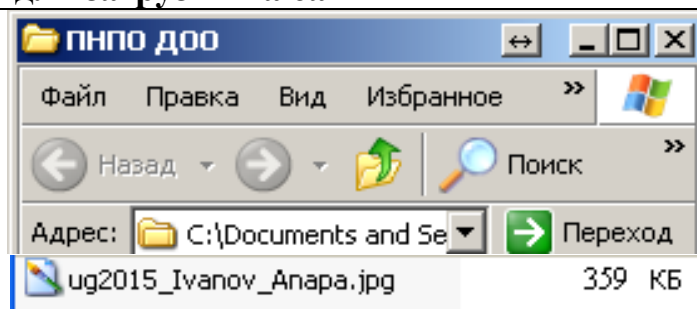 ПНПО ДОО
Файл Правка Вид Избранное »
Назад Поиск »
Адрес: C:\Documents and Se Переход
ug2015_Ivanov_Anapa.jpg 359 КБ